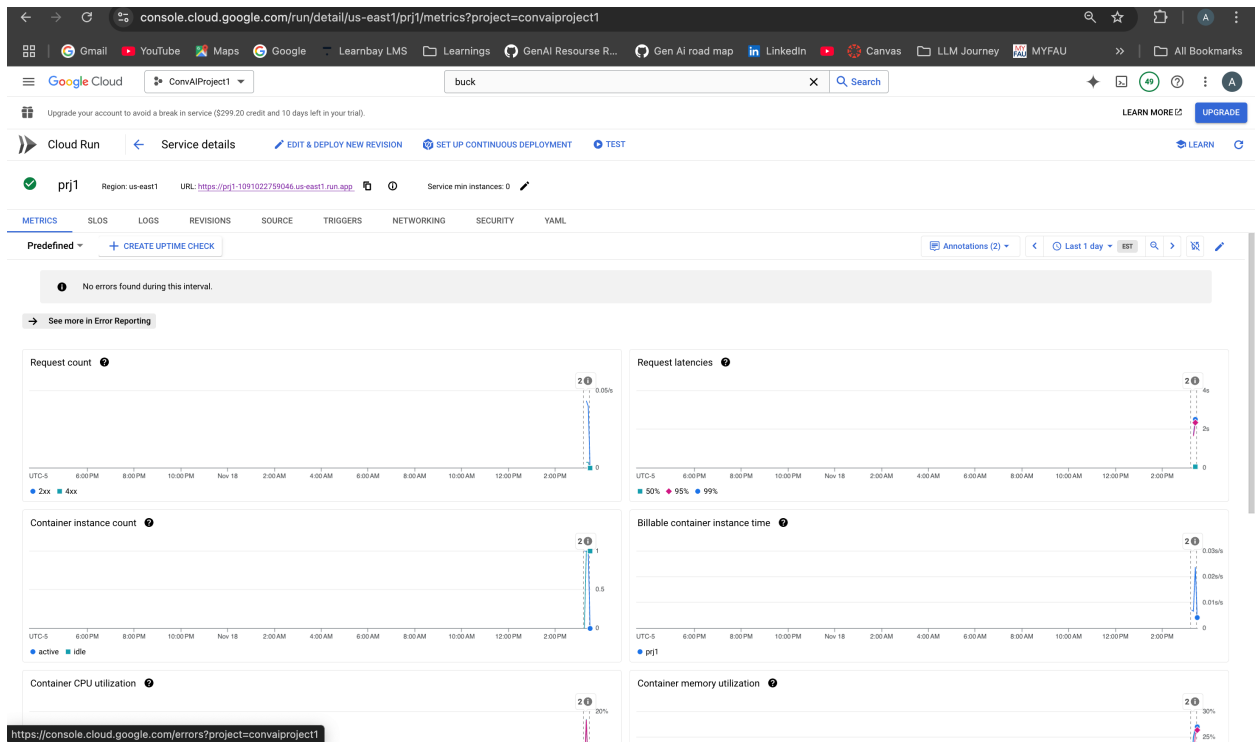 console.cloud.google.com/run/detail/us-east1/prj1/metrics?project=convaiproject1
A
Gmail YouTube Maps Google Learnbay LMS Learnings GenAI Resourse R... Gen Ai road map LinkedIn Canvas LLM Journey MYFAU >> All Bookmarks
Google Cloud ConvAIProject1 buck Search 49 A
Upgrade your account to avoid a break in service ($299.20 credit and 10 days left in your trial). LEARN MORE UPGRADE
Cloud Run Service details EDIT & DEPLOY NEW REVISION SET UP CONTINUOUS DEPLOYMENT TEST LEARN
prj1 Region: us-east1 URL: https://prj1-1091022759046.us-east1.run.app Service min instances: 0
METRICS SLOS LOGS REVISIONS SOURCE TRIGGERS NETWORKING SECURITY YAML
Predefined CREATE UPTIME CHECK Annotations (2) Last 1 day EST
No errors found during this interval.
See more in Error Reporting
Request count
2
0.05/s
0
UTC-5 6:00 PM 8:00 PM 10:00 PM Nov 18 2:00 AM 4:00 AM 6:00 AM 8:00 AM 10:00 AM 12:00 PM 2:00 PM
2xx 4xx
Request latencies
2
4s
2s
0
UTC-5 6:00 PM 8:00 PM 10:00 PM Nov 18 2:00 AM 4:00 AM 6:00 AM 8:00 AM 10:00 AM 12:00 PM 2:00 PM
50% 95% 99%
Container instance count
2
1
0.5
0
UTC-5 6:00 PM 8:00 PM 10:00 PM Nov 18 2:00 AM 4:00 AM 6:00 AM 8:00 AM 10:00 AM 12:00 PM 2:00 PM
active idle
Billable container instance time
2
0.03s/s
0.02s/s
0.01s/s
0
UTC-5 6:00 PM 8:00 PM 10:00 PM Nov 18 2:00 AM 4:00 AM 6:00 AM 8:00 AM 10:00 AM 12:00 PM 2:00 PM
prj1
Container CPU utilization
2
20%
Container memory utilization
2
30%
25%
https://console.cloud.google.com/errors?project=convaiproject1